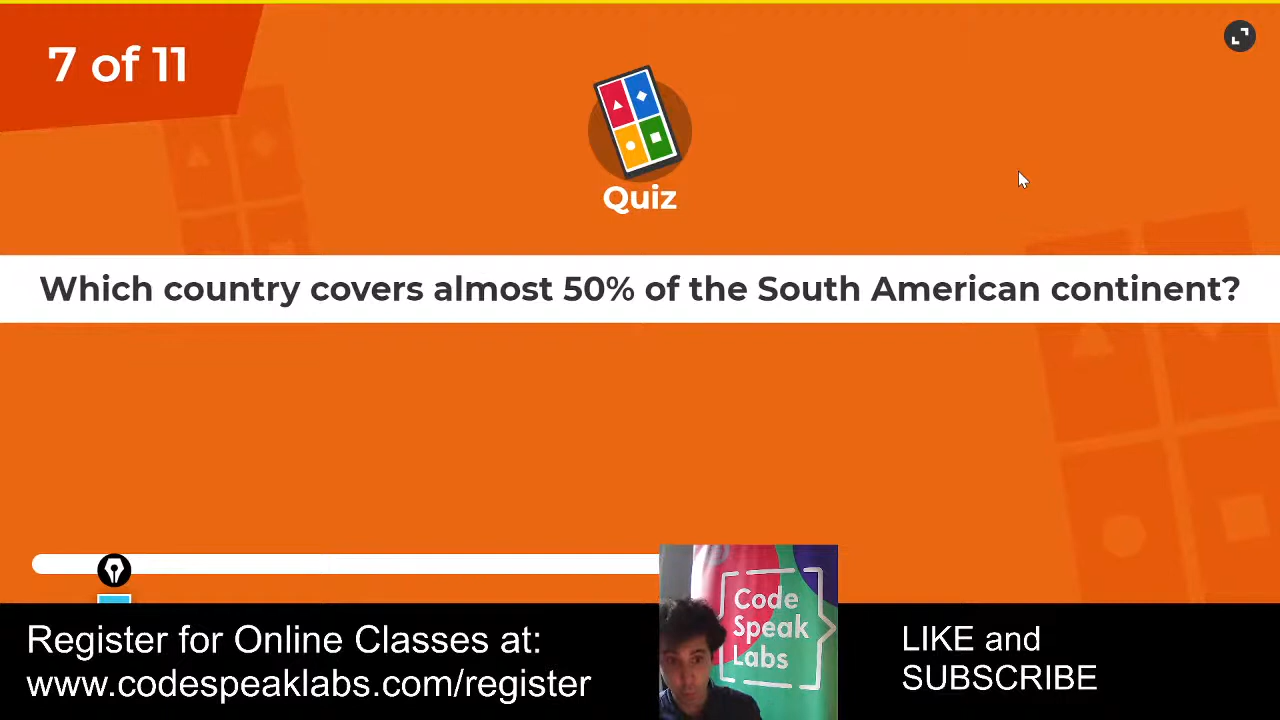 7 of 11
Quiz
Which country covers almost 50% of the South American continent?
Code
Speak
Labs
Register for Online Classes at:
www.codespeaklabs.com/register
LIKE and
SUBSCRIBE